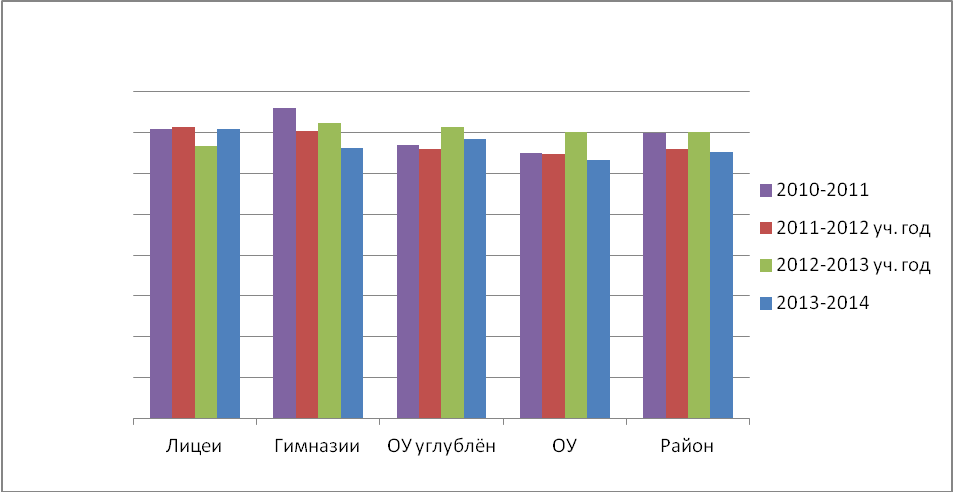 2010-2011
2011-2012 уч. год
2012-2013 уч. год
2013-2014
Лицеи Гимназии ОУ углублён ОУ Район